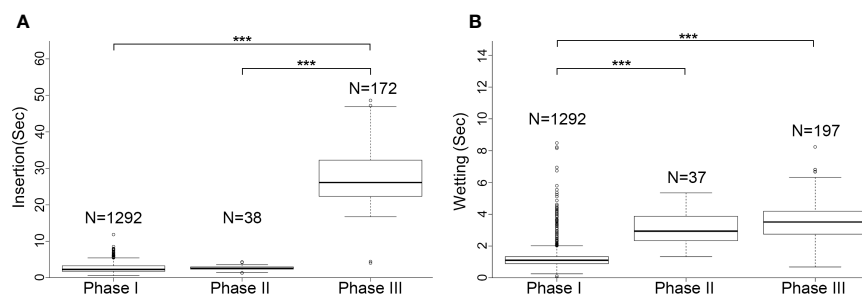 A
Insertion(Sec)
60
50
40
30
20
10
0
***
***
N=1292
N=38
N=172
Phase I
Phase II
Phase III
B
Wetting (Sec)
14
12
10
8
6
4
2
0
***
***
N=1292
N=37
N=197
Phase I
Phase II
Phase III